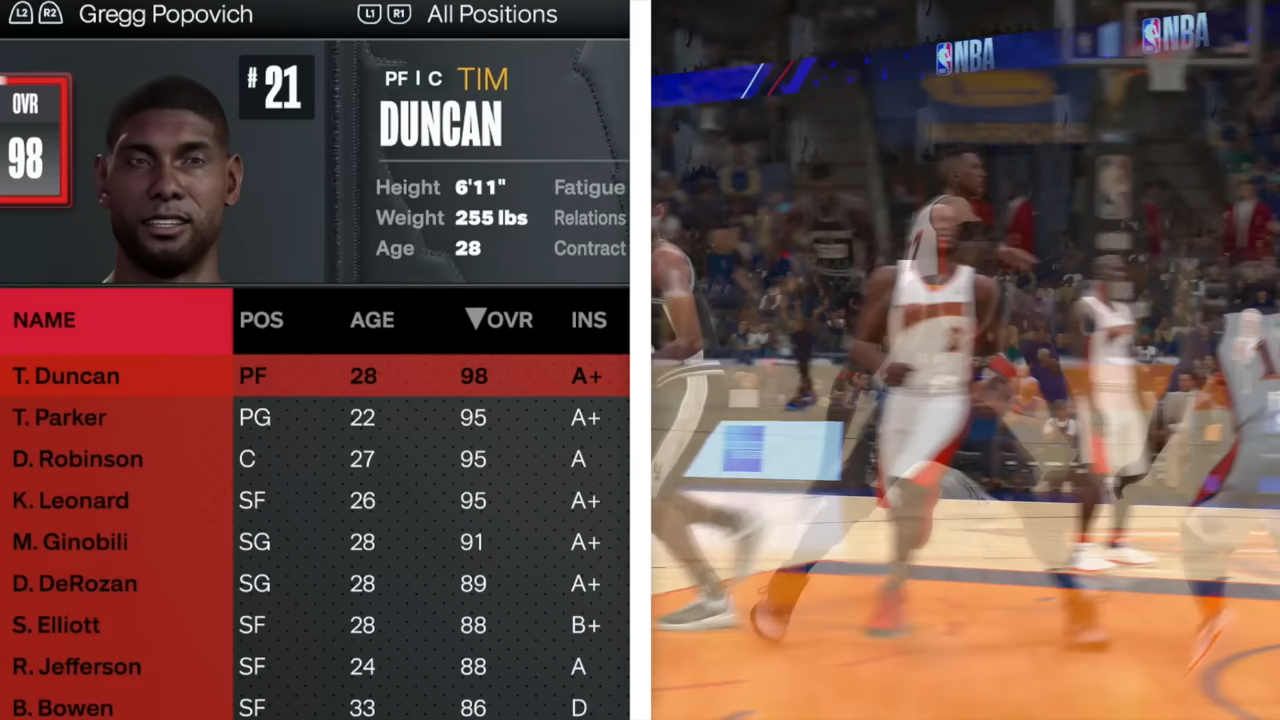 L2 R2 Gregg Popovich L1 R1 All Positions
OVR
98
#21
PF | C TIM
DUNCAN
Height 6'11" Fatigue
Weight 255 lbs Relations
Age 28 Contract
NAME POS AGE ▼OVR INS
T. Duncan PF 28 98 A+
T. Parker PG 22 95 A+
D. Robinson C 27 95 A
K. Leonard SF 26 95 A+
M. Ginobili SG 28 91 A+
D. DeRozan SG 28 89 A+
S. Elliott SF 28 88 B+
R. Jefferson SF 24 88 A
B. Bowen SF 33 86 D
NBA
NBA